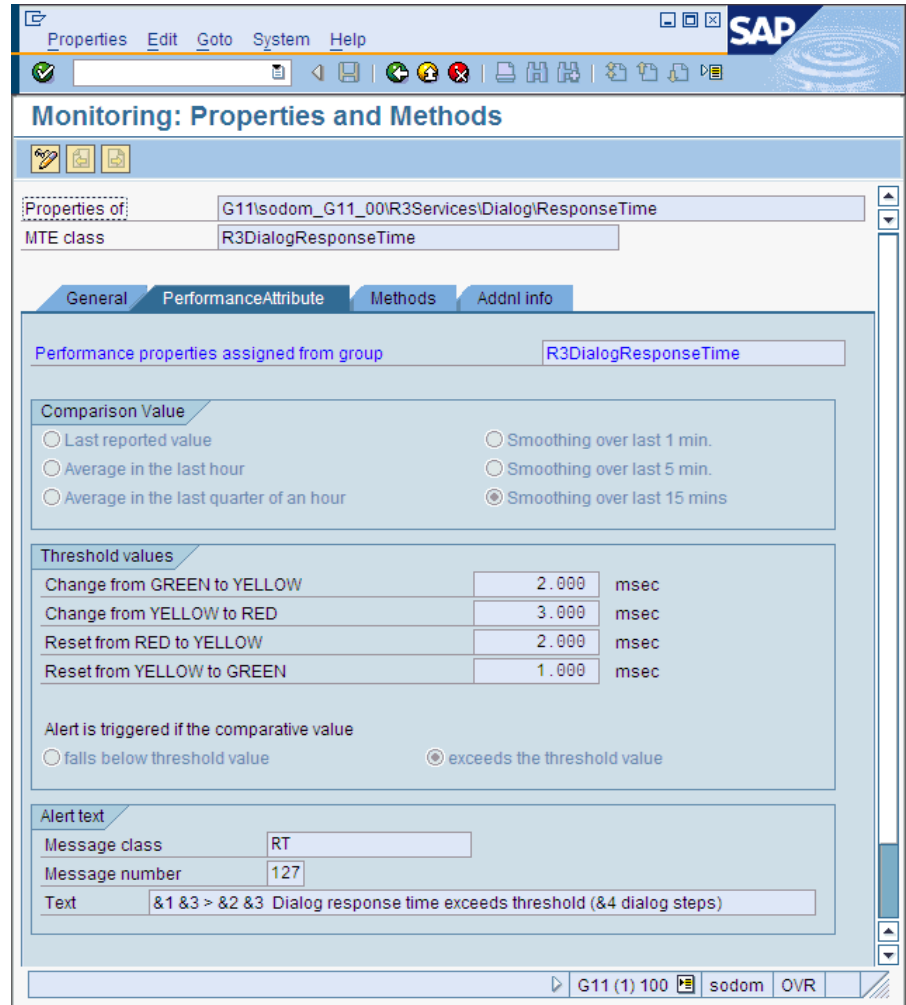 Properties Edit Goto System Help
SAP
Monitoring: Properties and Methods
Properties of G11\sodom_G11_00\R3Services\Dialog\ResponseTime
MTE class R3DialogResponseTime
General PerformanceAttribute Methods Addnl info
Performance properties assigned from group R3DialogResponseTime
Comparison Value
Last reported value Smoothing over last 1 min.
Average in the last hour Smoothing over last 5 min.
Average in the last quarter of an hour Smoothing over last 15 mins
Threshold values
Change from GREEN to YELLOW 2.000 msec
Change from YELLOW to RED 3.000 msec
Reset from RED to YELLOW 2.000 msec
Reset from YELLOW to GREEN 1.000 msec
Alert is triggered if the comparative value
falls below threshold value exceeds the threshold value
Alert text
Message class RT
Message number 127
Text &1 &3 > &2 &3 Dialog response time exceeds threshold (&4 dialog steps)
G11 (1) 100 sodom OVR